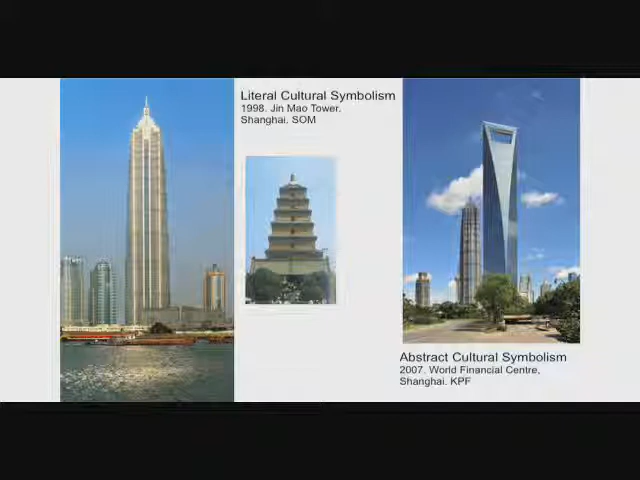 Literal Cultural Symbolism
1998. Jin Mao Tower.
Shanghai. SOM
Abstract Cultural Symbolism
2007. World Financial Centre,
Shanghai. KPF